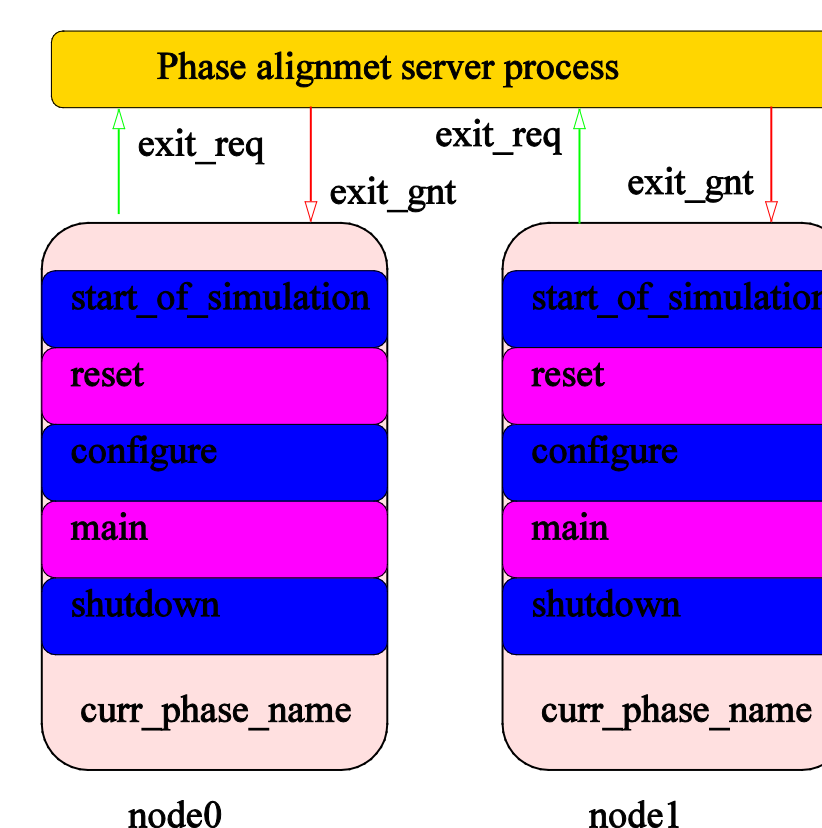 Phase alignmet server process
exit_req
exit_gnt
exit_req
exit_gnt
start_of_simulation
reset
configure
main
shutdown
curr_phase_name
node0
start_of_simulation
reset
configure
main
shutdown
curr_phase_name
node1